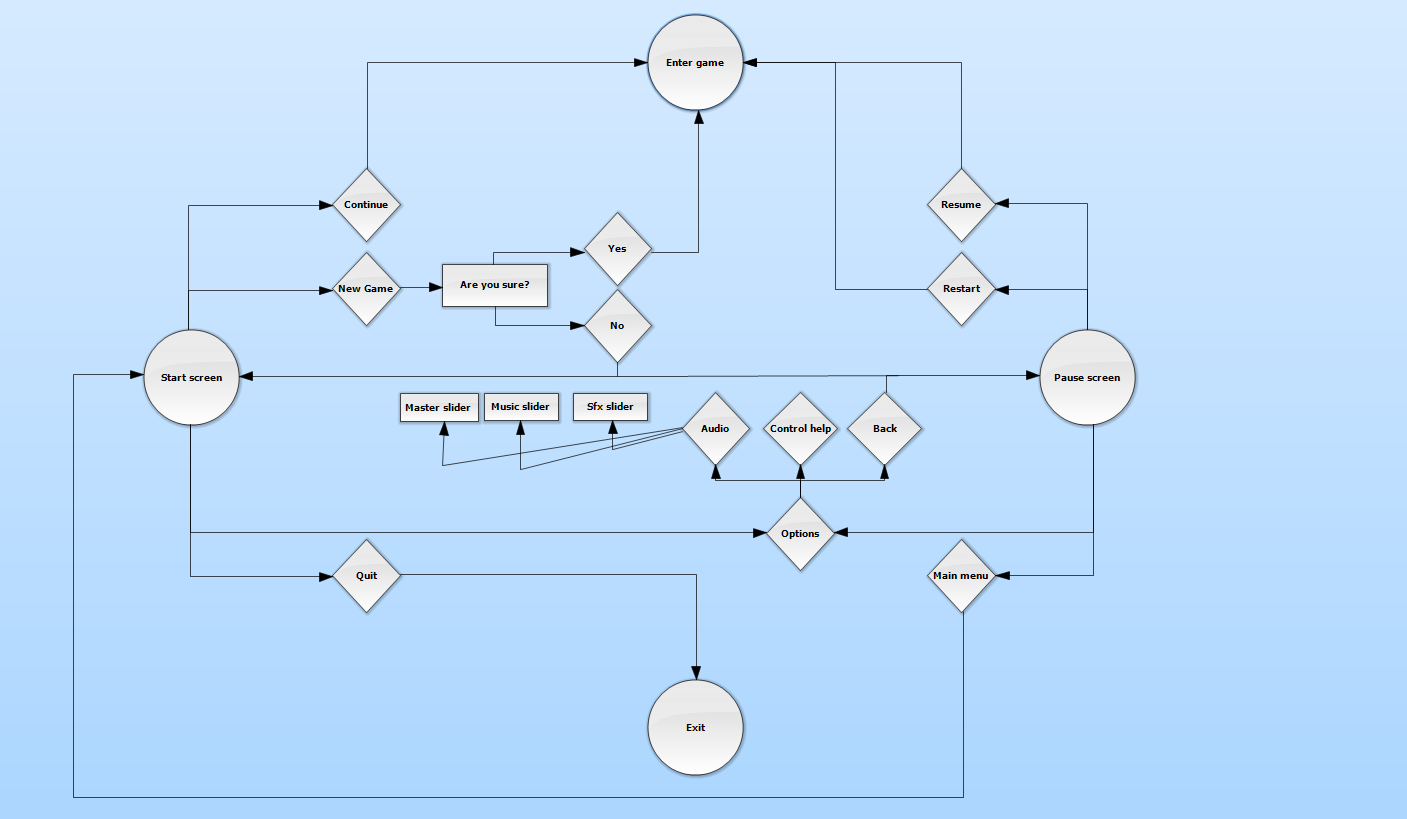 Enter game
Continue
Resume
Yes
New Game
Are you sure?
Restart
No
Start screen
Pause screen
Master slider
Music slider
Sfx slider
Audio
Control help
Back
Options
Quit
Main menu
Exit